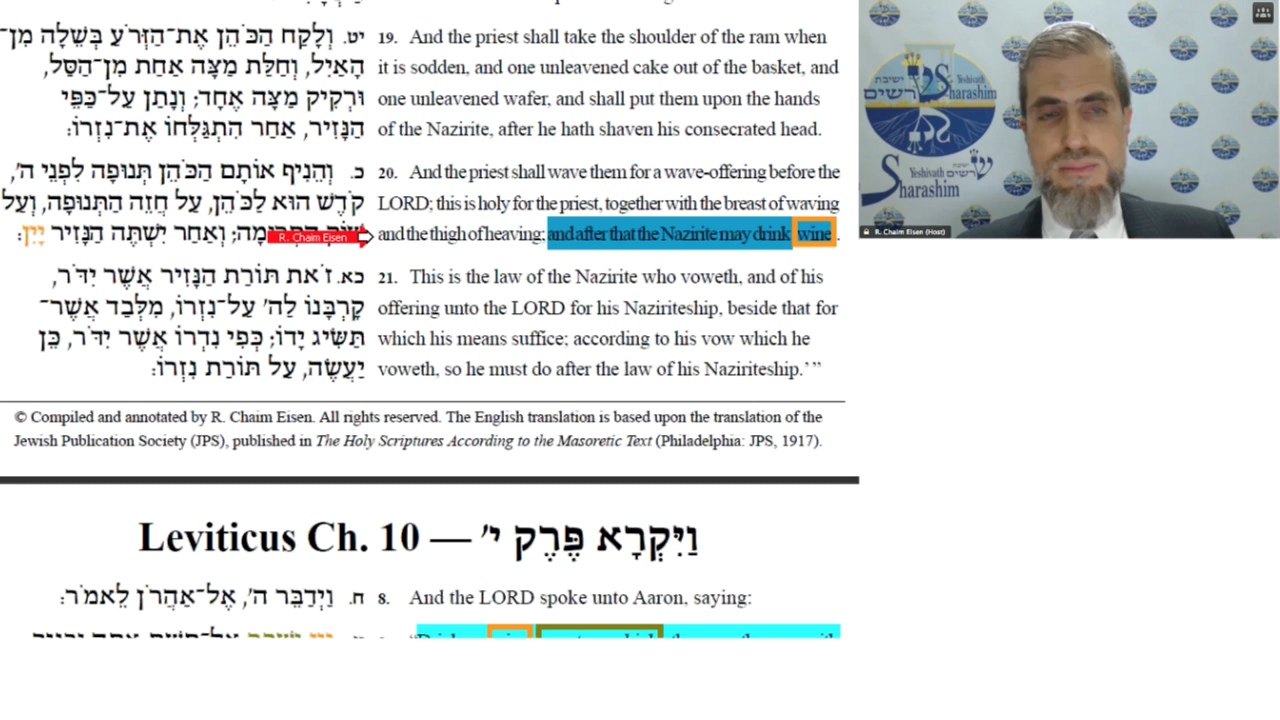 יט. וְלָקַח הַכֹּהֵן אֶת־הַזְּרֹעַ בְּשֵׁלָה מִן־
הָאַיִל, וְחַלַּת מַצָּה אַחַת מִן־הַסַּל,
וּרְקִיק מַצָּה אֶחָד; וְנָתַן עַל־כַּפֵּי
הַנָּזִיר, אַחַר הִתְגַּלְּחוֹ אֶת־נִזְרוֹ:
19. And the priest shall take the shoulder of the ram when
it is sodden, and one unleavened cake out of the basket, and
one unleavened wafer, and shall put them upon the hands
of the Nazirite, after he hath shaven his consecrated head.
כ. וְהֵנִיף אוֹתָם הַכֹּהֵן תְּנוּפָה לִפְנֵי ה',
קֹדֶשׁ הוּא לַכֹּהֵן, עַל חֲזֵה הַתְּנוּפָה, וְעַל
וְאַחַר יִשְׁתֶּה הַנָּזִיר יָיִן:
R. Chaim Eisen
20. And the priest shall wave them for a wave-offering before the
LORD; this is holy for the priest, together with the breast of waving
and the thigh of heaving; and after that the Nazirite may drink wine.
כא. זֹאת תּוֹרַת הַנָּזִיר אֲשֶׁר יִדֹּר,
קָרְבָּנוֹ לַה' עַל־נִזְרוֹ, מִלְּבַד אֲשֶׁר־
תַּשִּׂיג יָדוֹ; כְּפִי נִדְרוֹ אֲשֶׁר יִדֹּר, כֵּן
יַעֲשֶׂה, עַל תּוֹרַת נִזְרוֹ:
21. This is the law of the Nazirite who voweth, and of his
offering unto the LORD for his Naziriteship, beside that for
which his means suffice; according to his vow which he
voweth, so he must do after the law of his Naziriteship.’”
© Compiled and annotated by R. Chaim Eisen. All rights reserved. The English translation is based upon the translation of the
Jewish Publication Society (JPS), published in The Holy Scriptures According to the Masoretic Text (Philadelphia: JPS, 1917).
Leviticus Ch. 10 — וַיִּקְרָא פֶּרֶק י'
ח. וַיְדַבֵּר ה', אֶל־אַהֲרֹן לֵאמֹר:
8. And the LORD spoke unto Aaron, saying:
ישיבת
שרשים
Yeshivath
Sharashim
ישיבת
שרשים
Yeshivath
Sharashim
R. Chaim Eisen (Host)